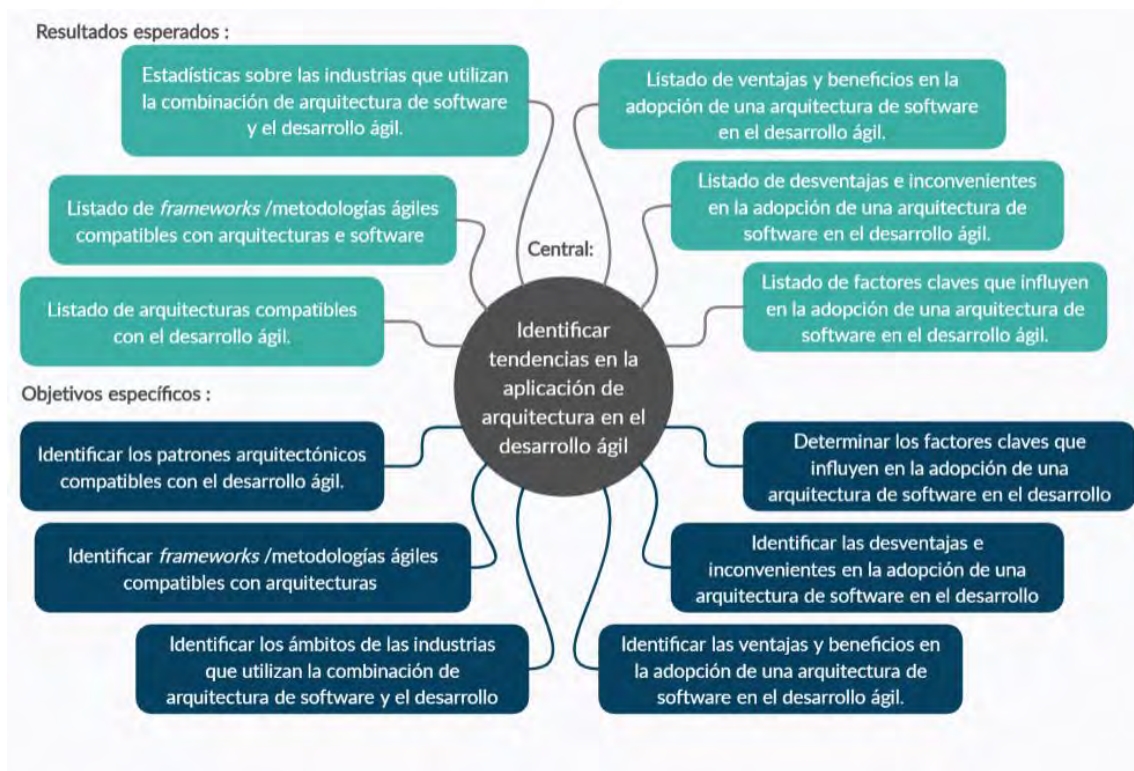 Resultados esperados :
Estadísticas sobre las industrias que utilizan
la combinación de arquitectura de software
y el desarrollo ágil.
Listado de ventajas y beneficios en la
adopción de una arquitectura de software
en el desarrollo ágil.
Listado de frameworks /metodologías ágiles
compatibles con arquitecturas e software
Listado de desventajas e inconvenientes
en la adopción de una arquitectura de
software en el desarrollo ágil.
Listado de arquitecturas compatibles
con el desarrollo ágil.
Listado de factores claves que influyen
en la adopción de una arquitectura de
software en el desarrollo ágil.
Central:
Identificar
tendencias en la
aplicación de
arquitectura en el
desarrollo ágil
Objetivos específicos :
Identificar los patrones arquitectónicos
compatibles con el desarrollo ágil.
Determinar los factores claves que
influyen en la adopción de una
arquitectura de software en el desarrollo
Identificar frameworks /metodologías ágiles
compatibles con arquitecturas
Identificar las desventajas e
inconvenientes en la adopción de una
arquitectura de software en el desarrollo
Identificar los ámbitos de las industrias
que utilizan la combinación de
arquitectura de software y el desarrollo
Identificar las ventajas y beneficios en
la adopción de una arquitectura de
software en el desarrollo ágil.